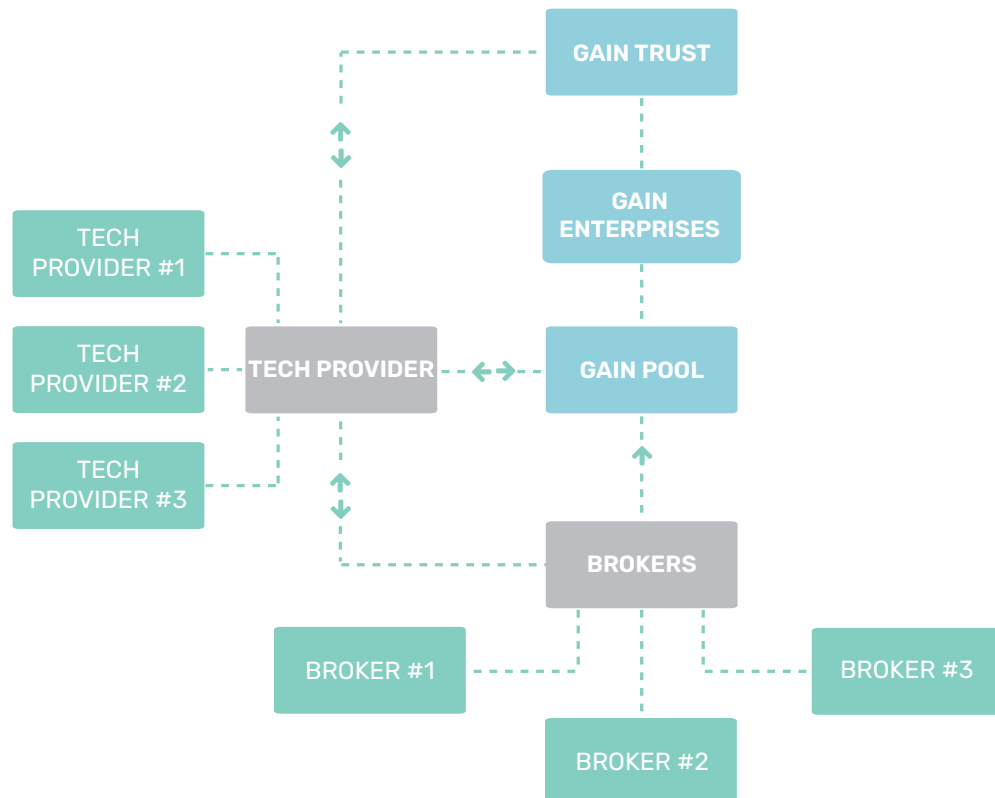 GAIN TRUST
GAIN
ENTERPRISES
TECH
PROVIDER #1
TECH
PROVIDER #2
TECH PROVIDER
GAIN POOL
TECH
PROVIDER #3
BROKERS
BROKER #1
BROKER #3
BROKER #2